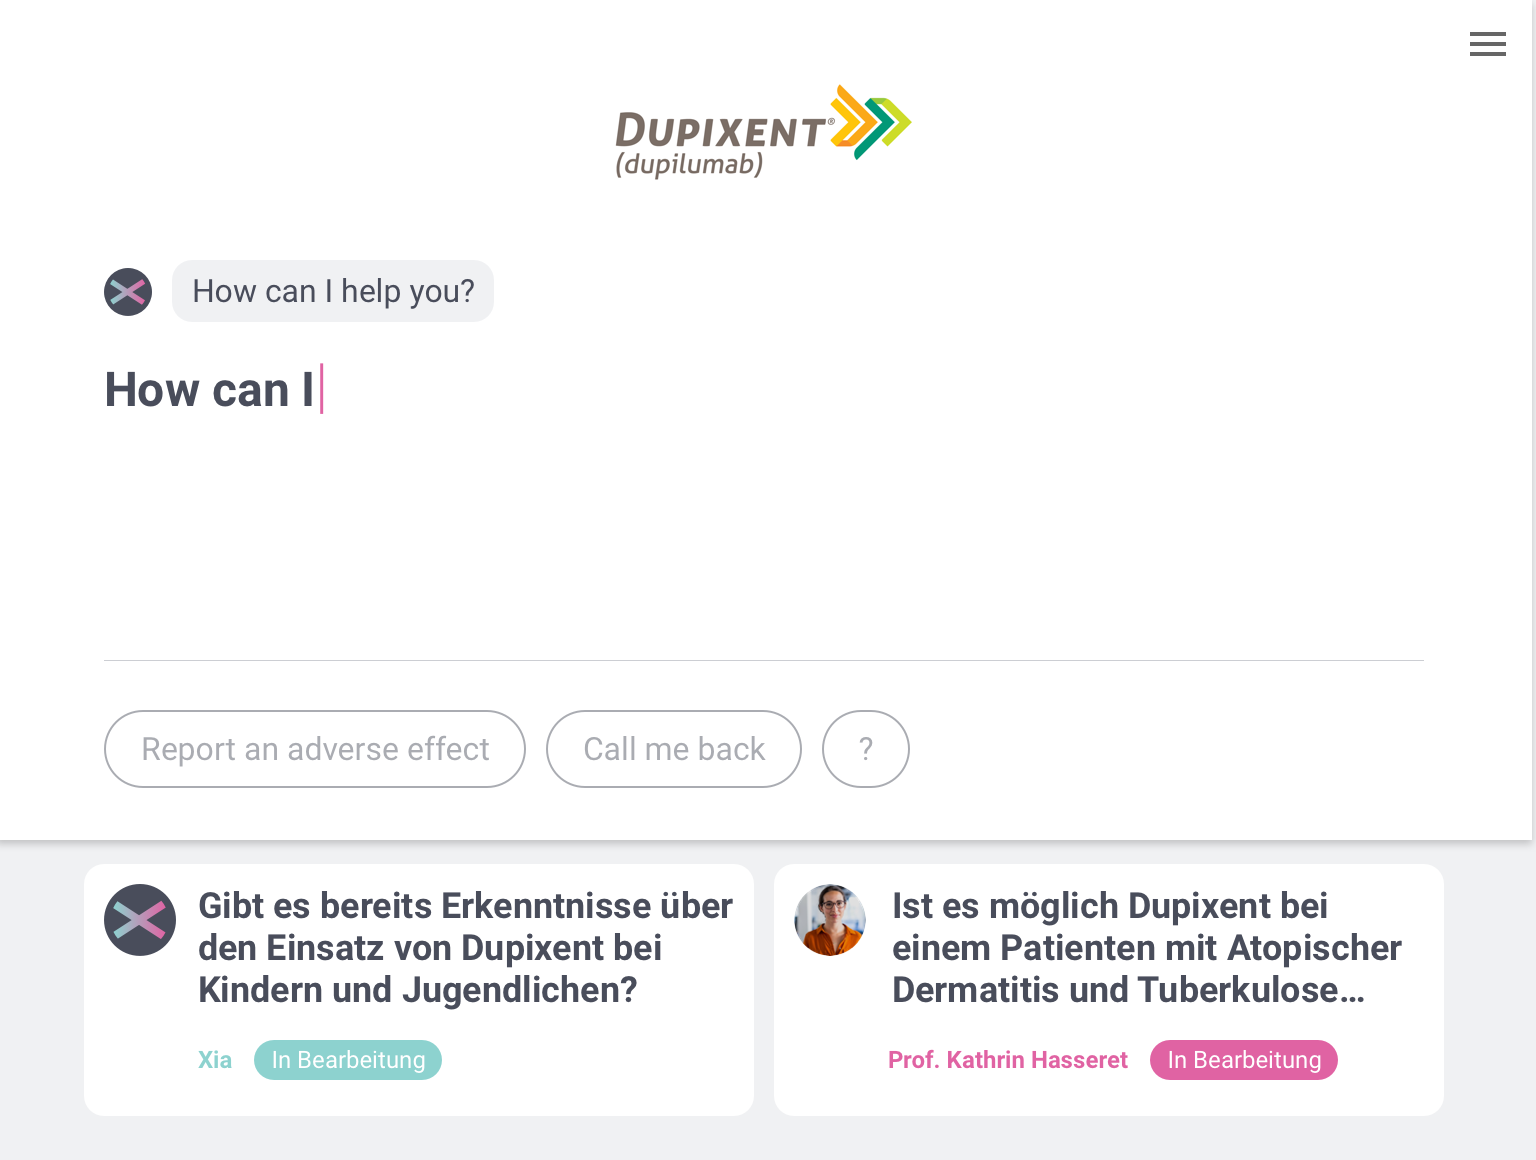 DUPIXENT®
(dupilumab)
How can I help you?
How can I
Report an adverse effect
Call me back
?
Gibt es bereits Erkenntnisse über
den Einsatz von Dupixent bei
Kindern und Jugendlichen?
Xia
In Bearbeitung
Ist es möglich Dupixent bei
einem Patienten mit Atopischer
Dermatitis und Tuberkulose...
Prof. Kathrin Hasseret
In Bearbeitung